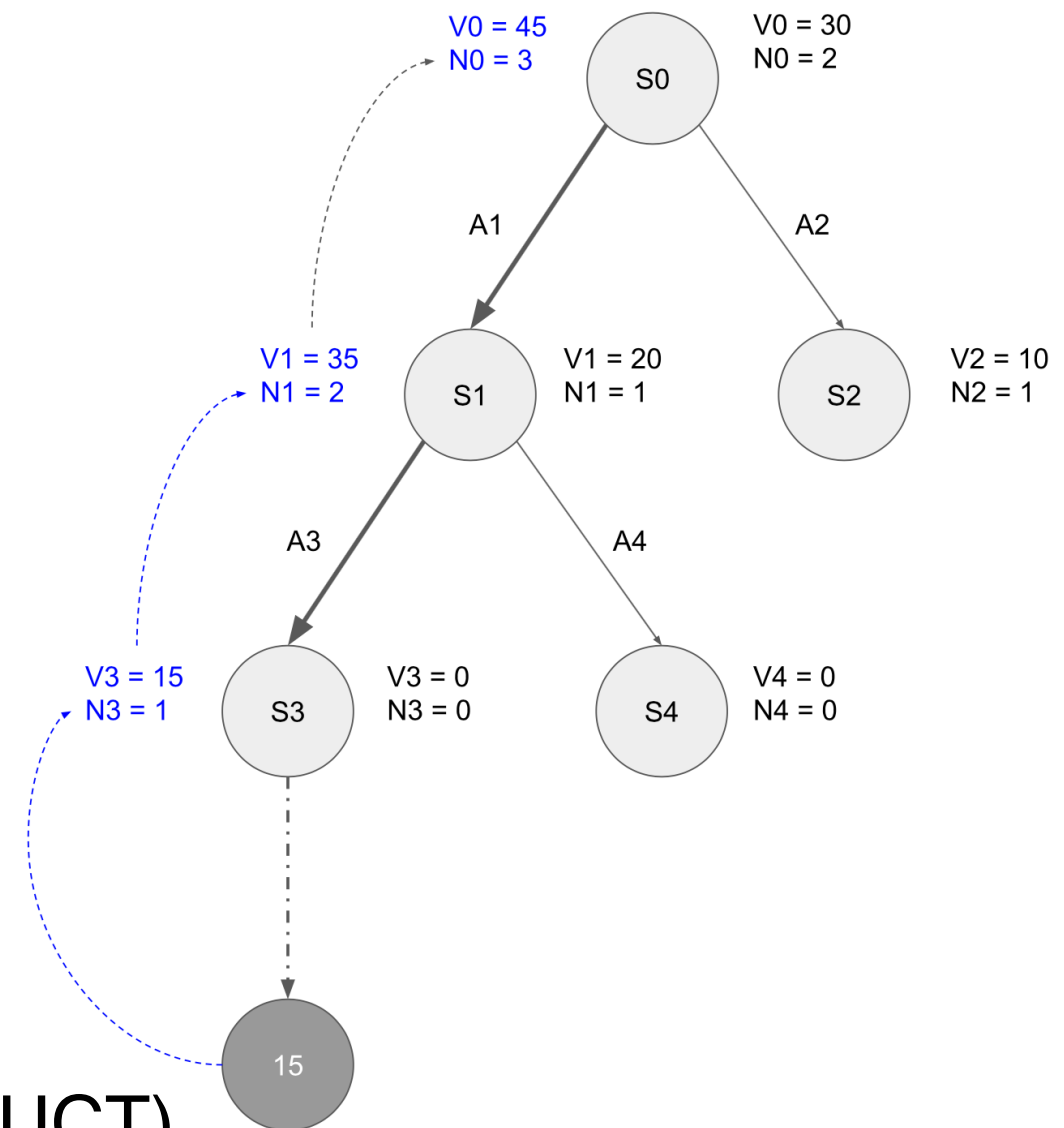 V0 = 45
N0 = 3
S0
V0 = 30
N0 = 2
A1
A2
V1 = 35
N1 = 2
S1
V1 = 20
N1 = 1
S2
V2 = 10
N2 = 1
A3
A4
V3 = 15
N3 = 1
S3
V3 = 0
N3 = 0
S4
V4 = 0
N4 = 0
15
UCT)